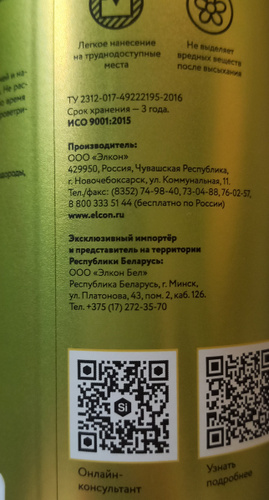 Легкое нанесение
на труднодоступные
места
Не выделяет
вредных веществ
после высыхания
ТУ 2312-017-49222195-2016
Срок хранения – 3 года.
ИСО 9001:2015
Производитель:
ООО «Элкон»
429950, Россия, Чувашская Республика,
г. Новочебоксарск, ул. Коммунальная, 11.
Тел./факс: (8352) 74-98-40, 73-04-88, 76-02-57,
8 800 333 51 44 (бесплатно по России)
www.elcon.ru
Эксклюзивный импортёр
и представитель на территории
Республики Беларусь:
ООО «Элкон Бел»
Республика Беларусь, г. Минск,
ул. Платонова, 43, пом. 2, каб. 126.
Тел. +375 (17) 272-35-70
Si
Онлайн-
консультант
Узнать
подробнее